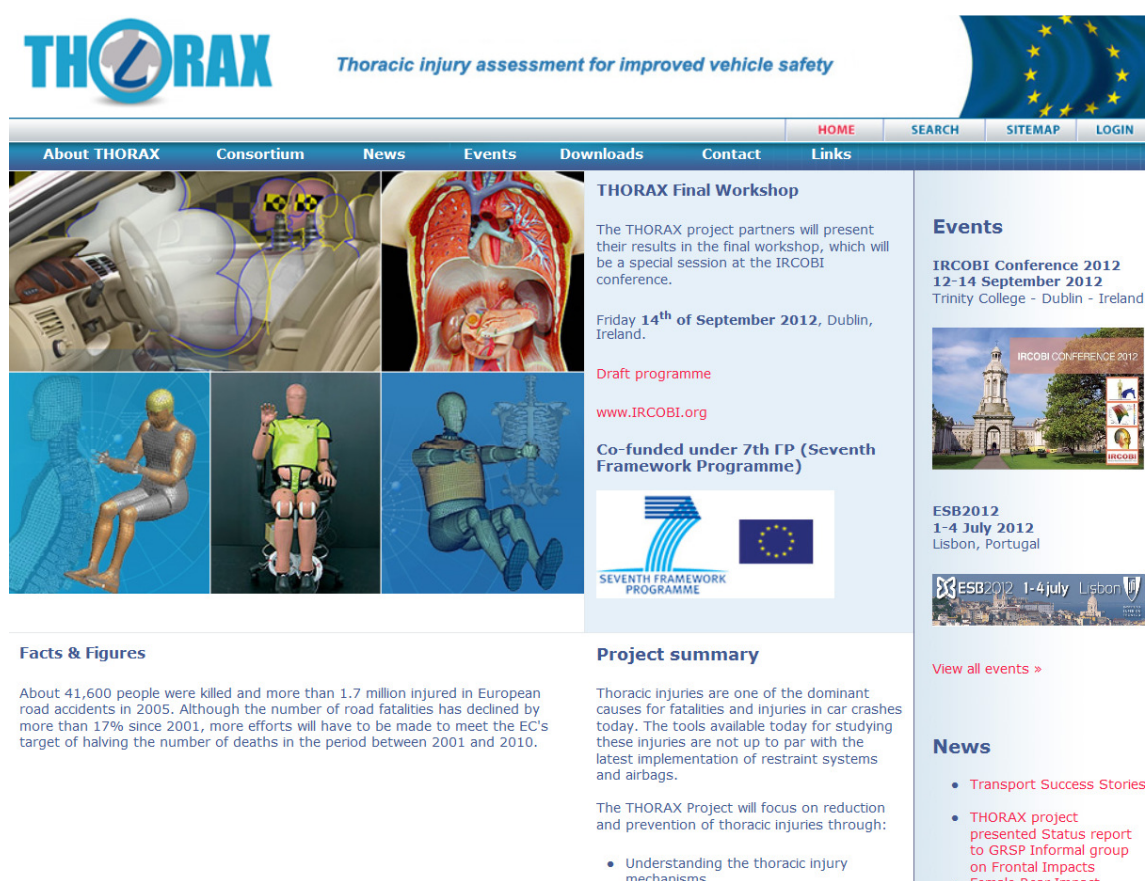 THORAX
Thoracic injury assessment for improved vehicle safety
HOME
SEARCH
SITEMAP
LOGIN
About THORAX
Consortium
News
Events
Downloads
Contact
Links
THORAX Final Workshop
The THORAX project partners will present
their results in the final workshop, which will
be a special session at the IRCOBI
conference.
Friday 14th of September 2012, Dublin,
Ireland.
Draft programme
www.IRCOBI.org
Co-funded under 7th FP (Seventh
Framework Programme)
SEVENTH FRAMEWORK
PROGRAMME
Facts & Figures
About 41,600 people were killed and more than 1.7 million injured in European
road accidents in 2005. Although the number of road fatalities has declined by
more than 17% since 2001, more efforts will have to be made to meet the EC's
target of halving the number of deaths in the period between 2001 and 2010.
Project summary
Thoracic injuries are one of the dominant
causes for fatalities and injuries in car crashes
today. The tools available today for studying
these injuries are not up to par with the
latest implementation of restraint systems
and airbags.
The THORAX Project will focus on reduction
and prevention of thoracic injuries through:
• Understanding the thoracic injury
mechanisms
Events
IRCOBI Conference 2012
12-14 September 2012
Trinity College - Dublin - Ireland
IRCOBI CONFERENCE 2012
IRCOBI
ESB2012
1-4 July 2012
Lisbon, Portugal
ESB2012 1-4 july Lisbon
View all events »
News
• Transport Success Stories
• THORAX project
presented Status report
to GRSP Informal group
on Frontal Impacts
Female Rear Impact